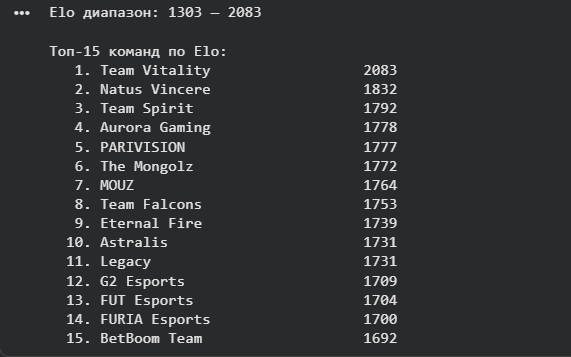 ••• Elo диапазон: 1303 — 2083
Топ-15 команд по Elo:
1. Team Vitality 2083
2. Natus Vincere 1832
3. Team Spirit 1792
4. Aurora Gaming 1778
5. PARIVISION 1777
6. The Mongolz 1772
7. MOUZ 1764
8. Team Falcons 1753
9. Eternal Fire 1739
10. Astralis 1731
11. Legacy 1731
12. G2 Esports 1709
13. FUT Esports 1704
14. FURIA Esports 1700
15. BetBoom Team 1692